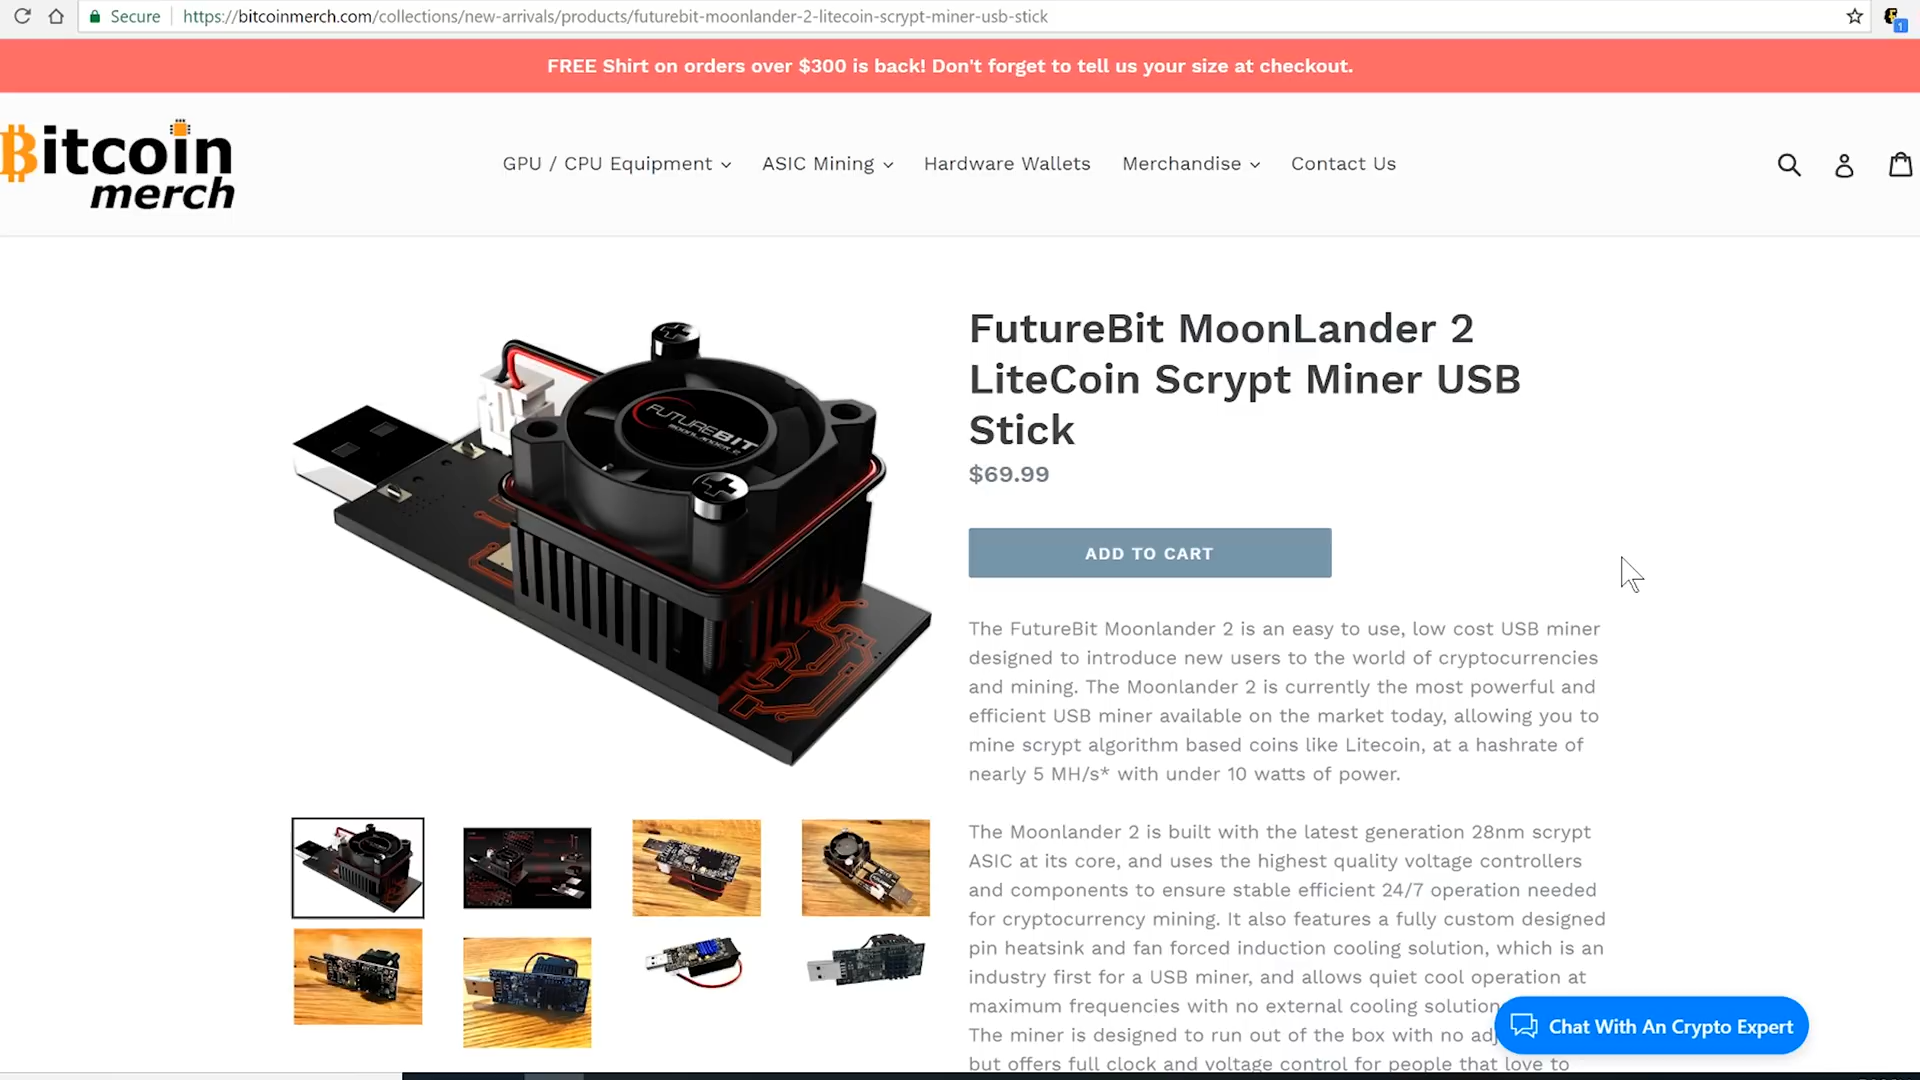 Secure
https://bitcoinmerch.com/collections/new-arrivals/products/futurebit-moonlander-2-litecoin-scrypt-miner-usb-stick
1
FREE Shirt on orders over $300 is back! Don't forget to tell us your size at checkout.
Bitcoin
merch
GPU / CPU Equipment
ASIC Mining
Hardware Wallets
Merchandise
Contact Us
FUTUREBIT
MOONLANDER 2
FutureBit MoonLander 2
LiteCoin Scrypt Miner USB
Stick
$69.99
ADD TO CART
The FutureBit Moonlander 2 is an easy to use, low cost USB miner
designed to introduce new users to the world of cryptocurrencies
and mining. The Moonlander 2 is currently the most powerful and
efficient USB miner available on the market today, allowing you to
mine scrypt algorithm based coins like Litecoin, at a hashrate of
nearly 5 MH/s* with under 10 watts of power.
The Moonlander 2 is built with the latest generation 28nm scrypt
ASIC at its core, and uses the highest quality voltage controllers
and components to ensure stable efficient 24/7 operation needed
for cryptocurrency mining. It also features a fully custom designed
pin heatsink and fan forced induction cooling solution, which is an
industry first for a USB miner, and allows quiet cool operation at
maximum frequencies with no external cooling solution
The miner is designed to run out of the box with no adj
but offers full clock and voltage control for people that love to
Chat With An Crypto Expert